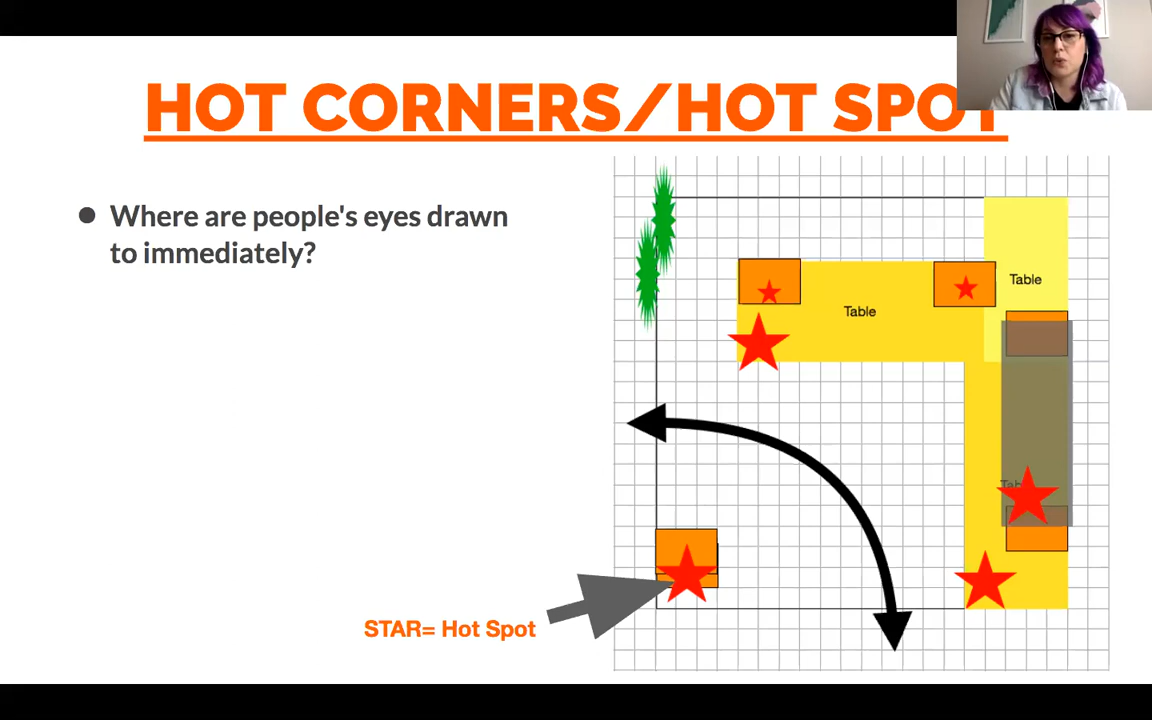 HOT CORNERS/HOT SPOT
● Where are people's eyes drawn
to immediately?
Table
Table
STAR= Hot Spot